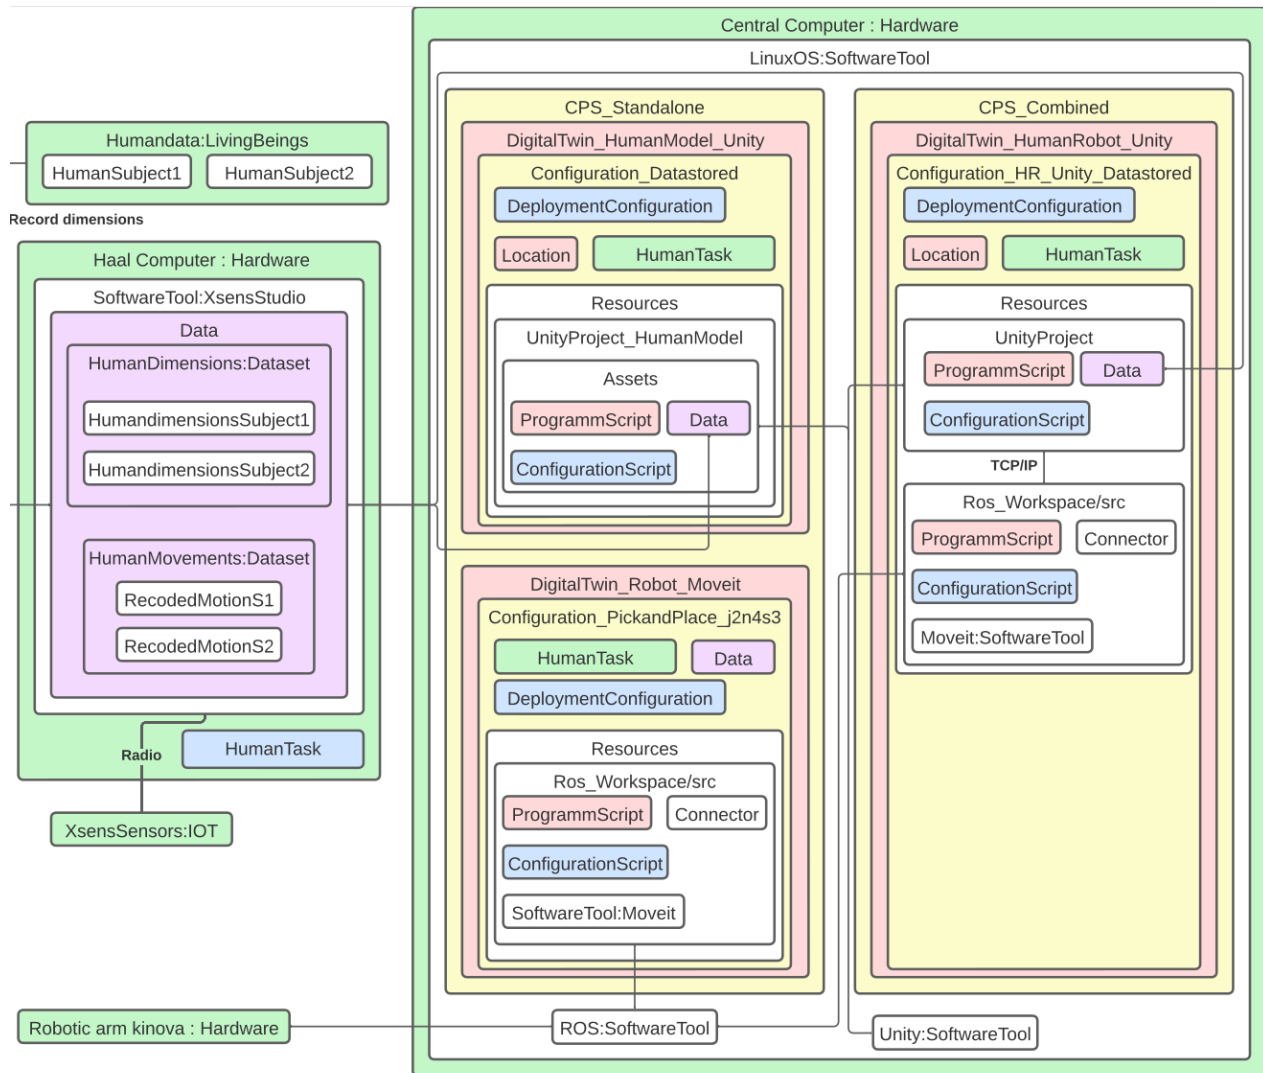 Central Computer : Hardware
LinuxOS:SoftwareTool
Humandata:LivingBeings
HumanSubject1
HumanSubject2
Record dimensions
Haal Computer : Hardware
SoftwareTool:XsensStudio
Data
HumanDimensions:Dataset
HumandimensionsSubject1
HumandimensionsSubject2
HumanMovements:Dataset
RecodedMotionS1
RecodedMotionS2
Radio
HumanTask
XsensSensors:IOT
Robotic arm kinova : Hardware
CPS_Standalone
DigitalTwin_HumanModel_Unity
Configuration_Datastored
DeploymentConfiguration
Location
HumanTask
Resources
UnityProject_HumanModel
Assets
ProgrammScript
Data
ConfigurationScript
DigitalTwin_Robot_Moveit
Configuration_PickandPlace_j2n4s3
HumanTask
Data
DeploymentConfiguration
Resources
Ros_Workspace/src
ProgrammScript
Connector
ConfigurationScript
SoftwareTool:Moveit
ROS:SoftwareTool
CPS_Combined
DigitalTwin_HumanRobot_Unity
Configuration_HR_Unity_Datastored
DeploymentConfiguration
Location
HumanTask
Resources
UnityProject
ProgrammScript
Data
ConfigurationScript
TCP/IP
Ros_Workspace/src
ProgrammScript
Connector
ConfigurationScript
Moveit:SoftwareTool
Unity:SoftwareTool